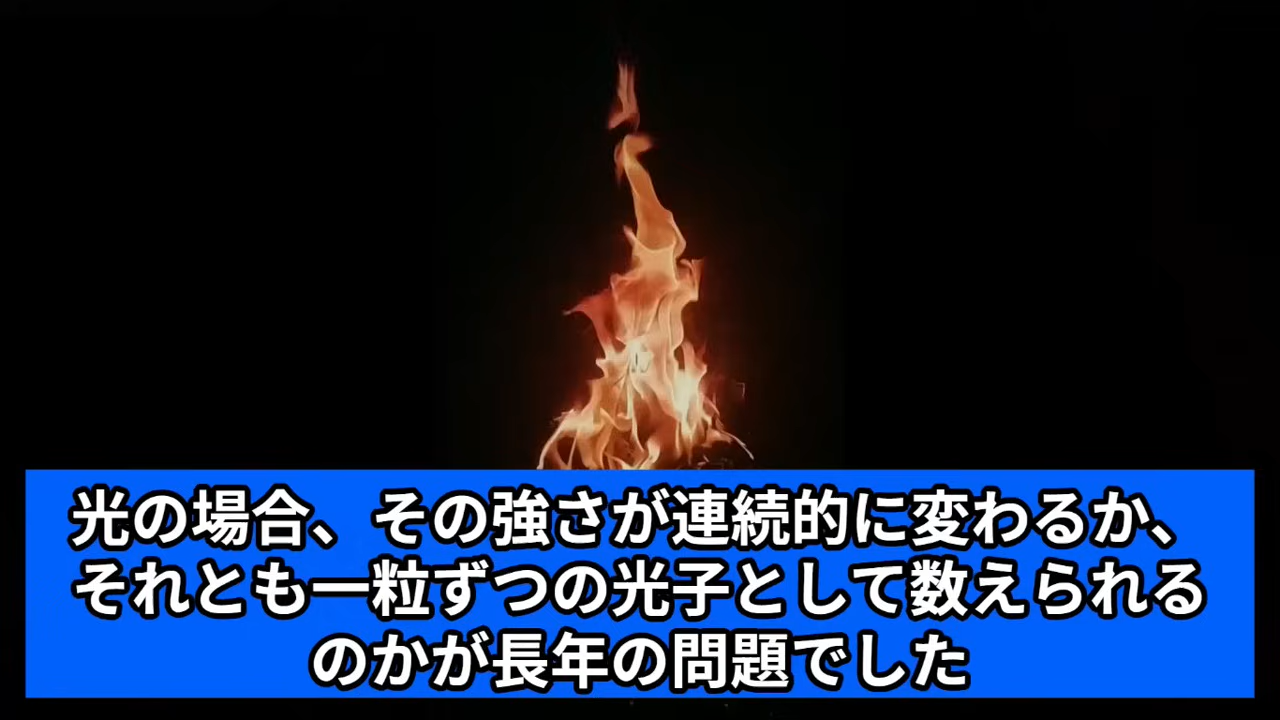 光の場合、その強さが連続的に変わるか、
それとも一粒ずつの光子として数えられる
のかが長年の問題でした